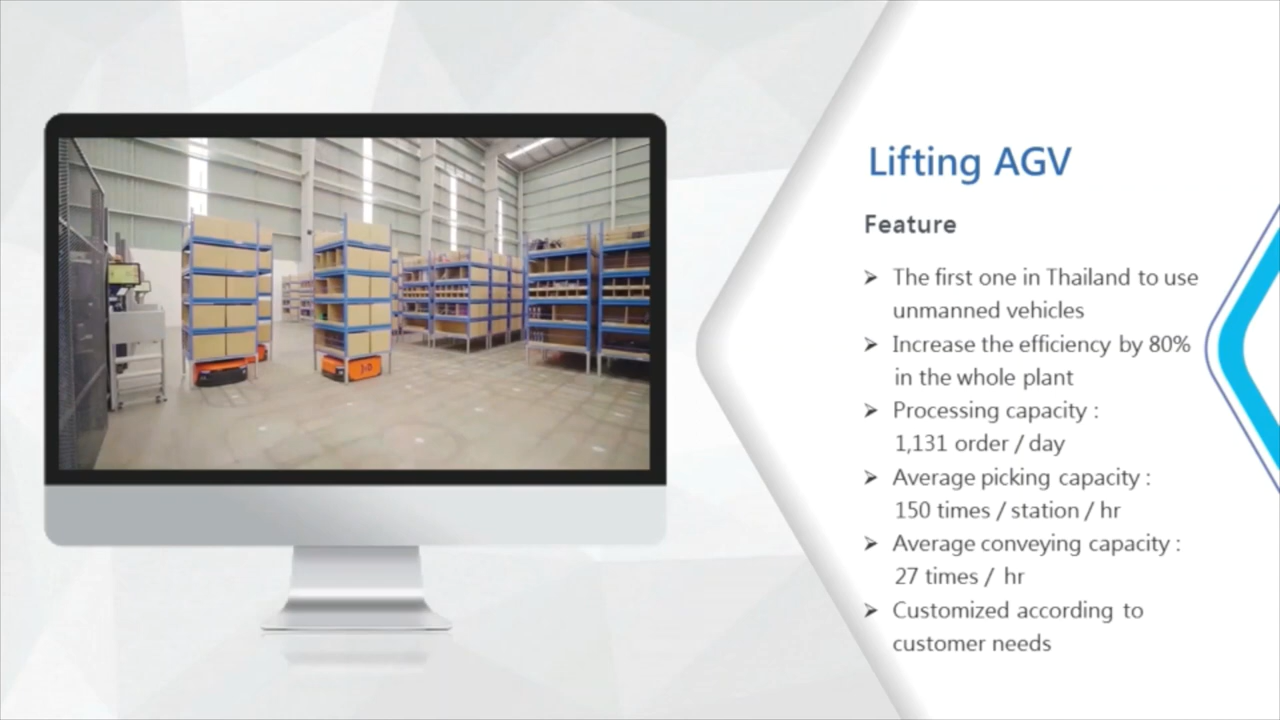 Lifting AGV
Feature
➢ The first one in Thailand to use
unmanned vehicles
➢ Increase the efficiency by 80%
in the whole plant
➢ Processing capacity :
1,131 order / day
➢ Average picking capacity :
150 times / station / hr
➢ Average conveying capacity :
27 times / hr
➢ Customized according to
customer needs